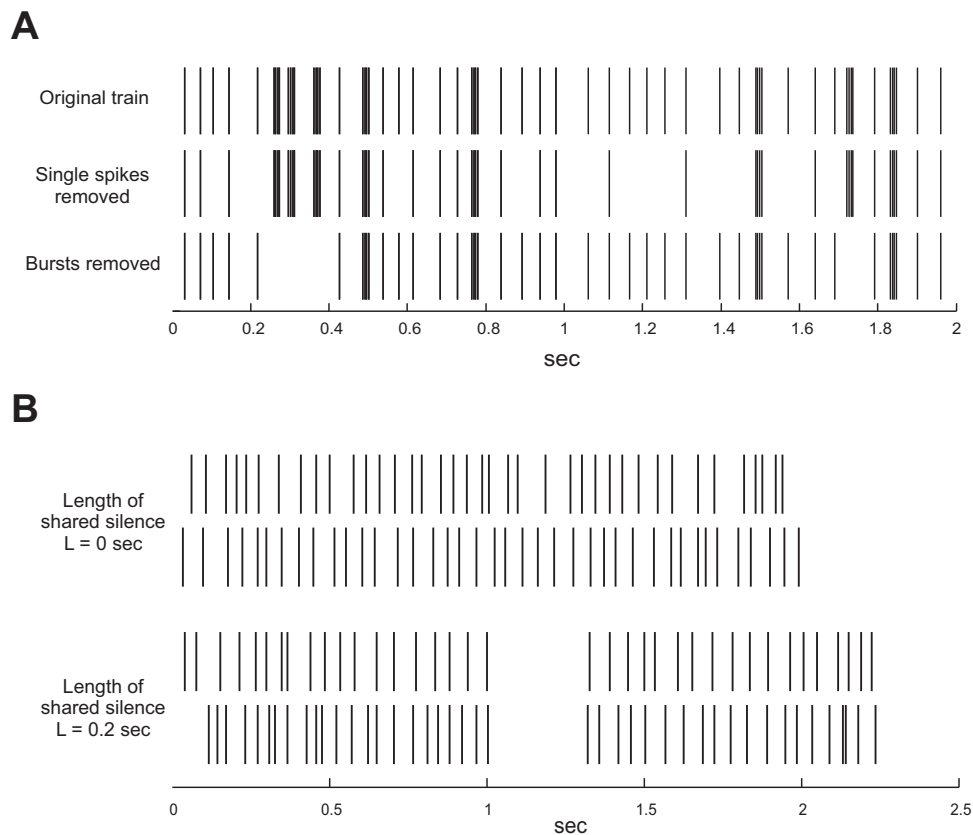 A
Original train
Single spikes
removed
Bursts removed
0 0.2 0.4 0.6 0.8 1 1.2 1.4 1.6 1.8 2
sec
B
Length of
shared silence
L = 0 sec
Length of
shared silence
L = 0.2 sec
0 0.5 1 1.5 2 2.5
sec